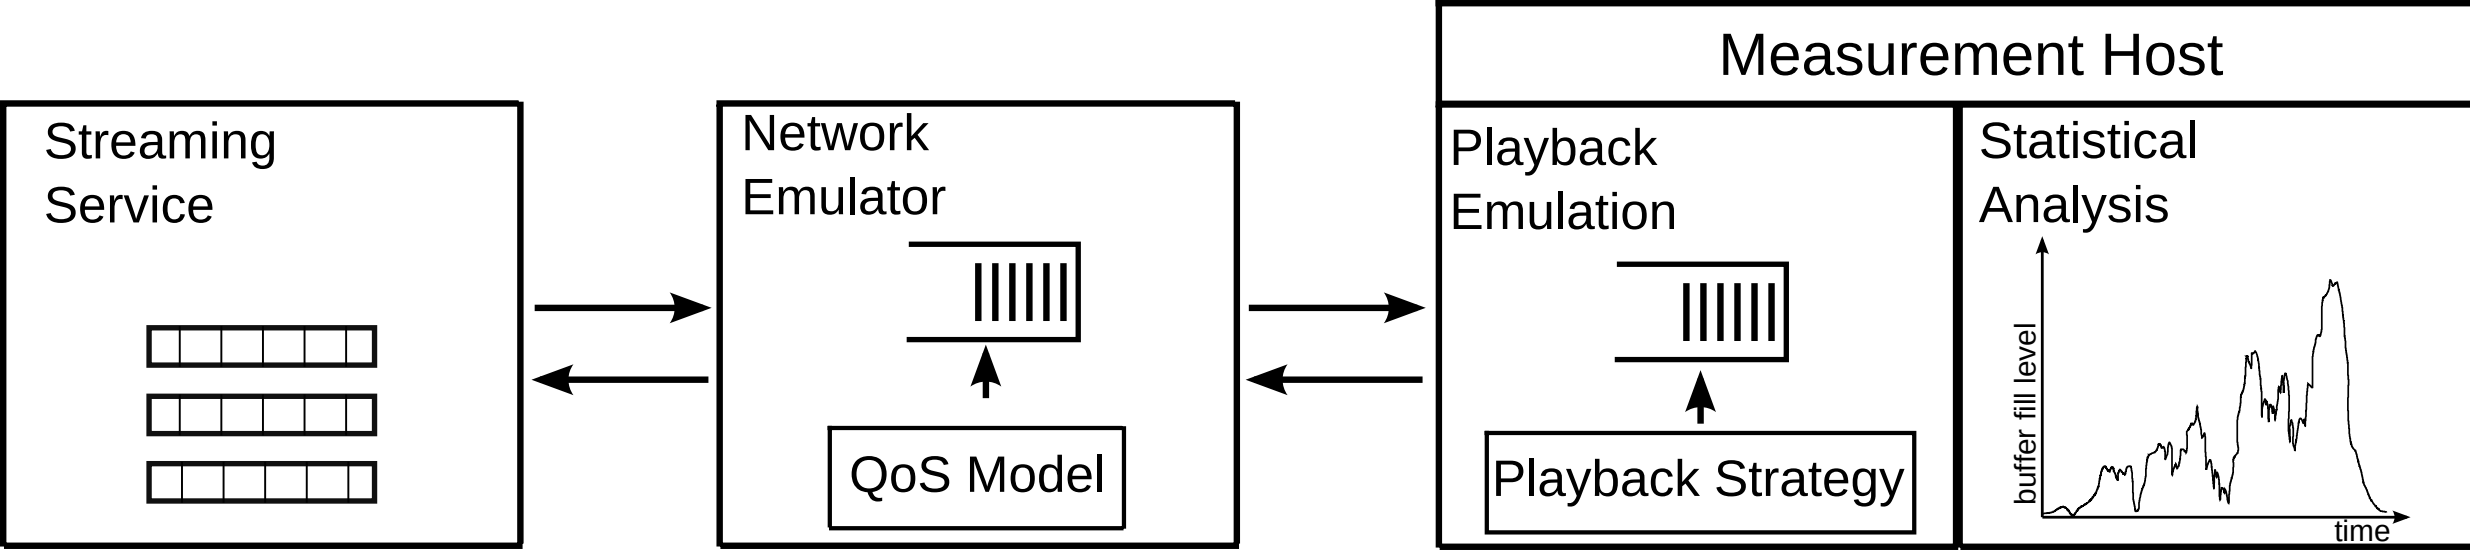 Measurement Host
Streaming
Service
Network
Emulator
QoS Model
Playback
Emulation
Playback Strategy
Statistical
Analysis
buffer fill level
time